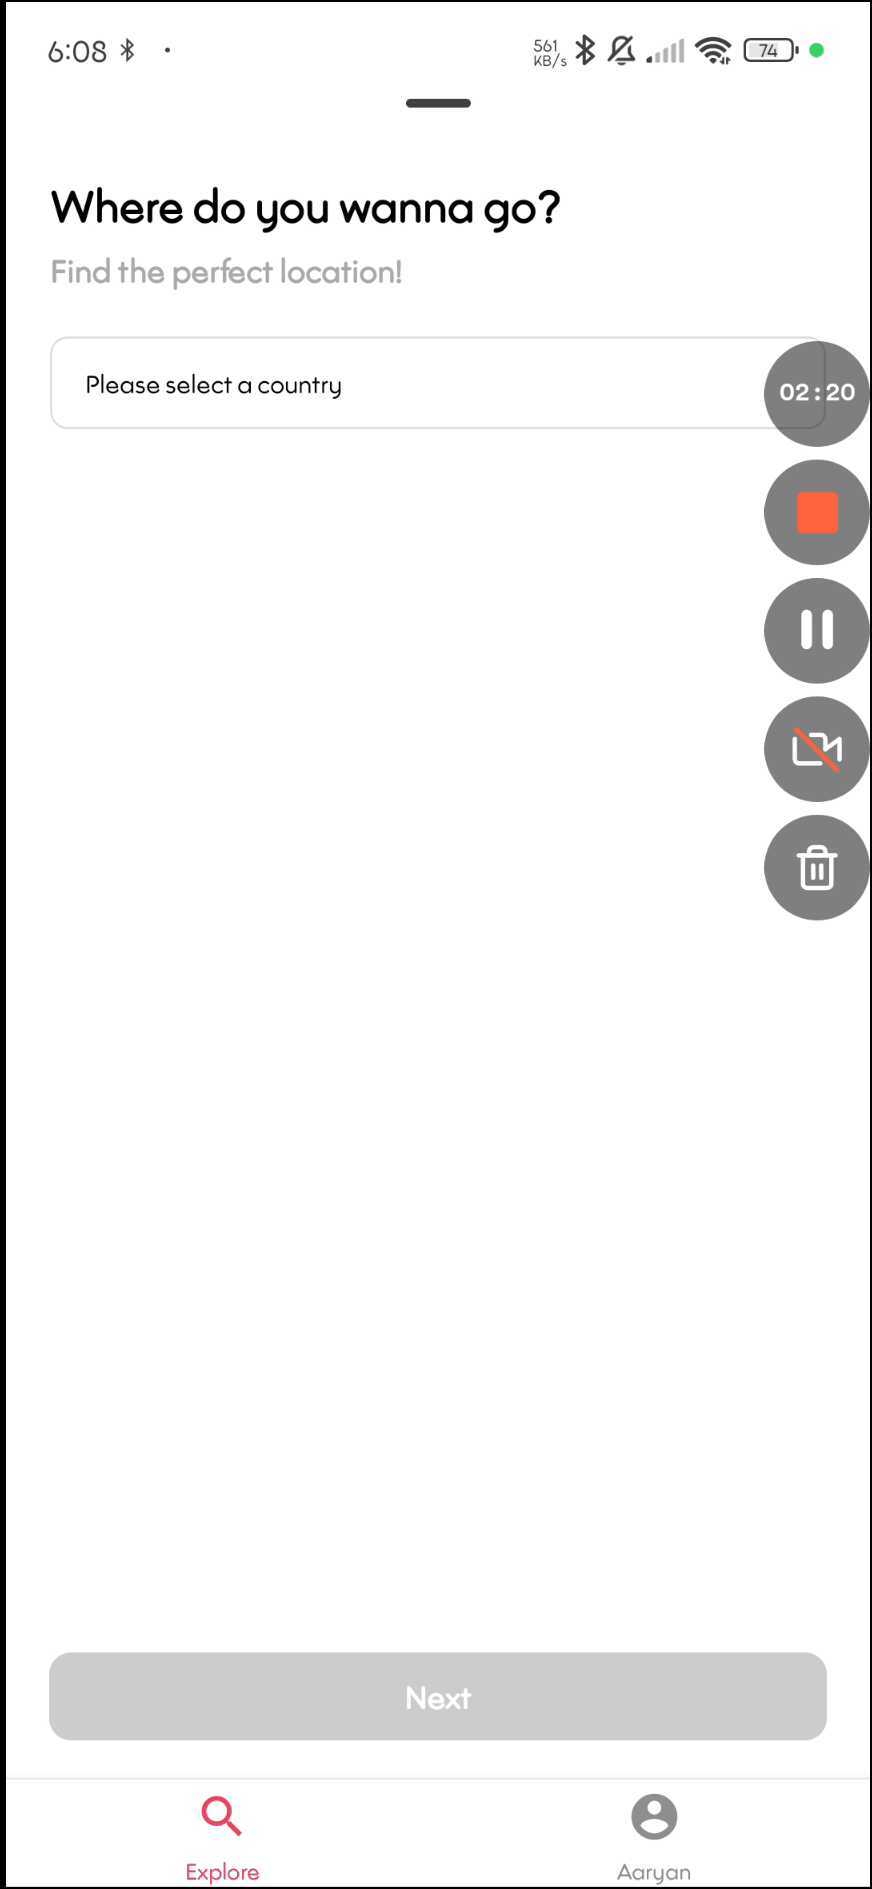 6:08
561
KB/s
74
Where do you wanna go?
Find the perfect location!
Please select a country
02:20
Next
Explore
Aaryan